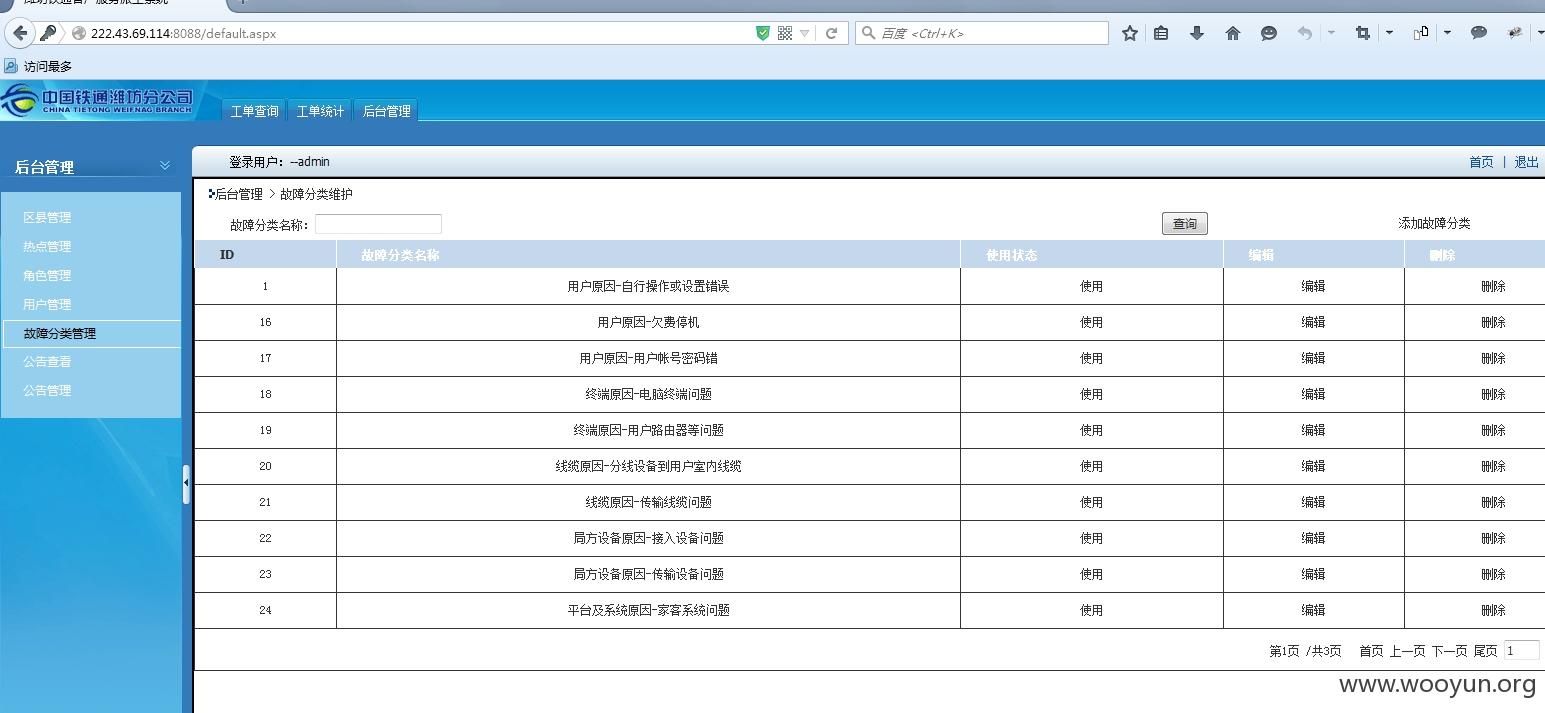 222.43.69.114:8088/default.aspx
百度 <Ctrl+K>
访问最多
中国铁通潍坊分公司
CHINA TIETONG WEIFNAG BRANCH
工单查询 工单统计 后台管理
后台管理
登录用户：--admin
首页 | 退出
区县管理
热点管理
角色管理
用户管理
故障分类管理
公告查看
公告管理
后台管理 > 故障分类维护
故障分类名称： 查询 添加故障分类
ID 故障分类名称 使用状态 编辑 删除
1 用户原因-自行操作或设置错误 使用 编辑 删除
16 用户原因-欠费停机 使用 编辑 删除
17 用户原因-用户帐号密码错 使用 编辑 删除
18 终端原因-电脑终端问题 使用 编辑 删除
19 终端原因-用户路由器等问题 使用 编辑 删除
20 线缆原因-分线设备到用户室内线缆 使用 编辑 删除
21 线缆原因-传输线缆问题 使用 编辑 删除
22 局方设备原因-接入设备问题 使用 编辑 删除
23 局方设备原因-传输设备问题 使用 编辑 删除
24 平台及系统原因-家客系统问题 使用 编辑 删除
第1页 /共3页 首页 上一页 下一页 尾页 1
www.wooyun.org